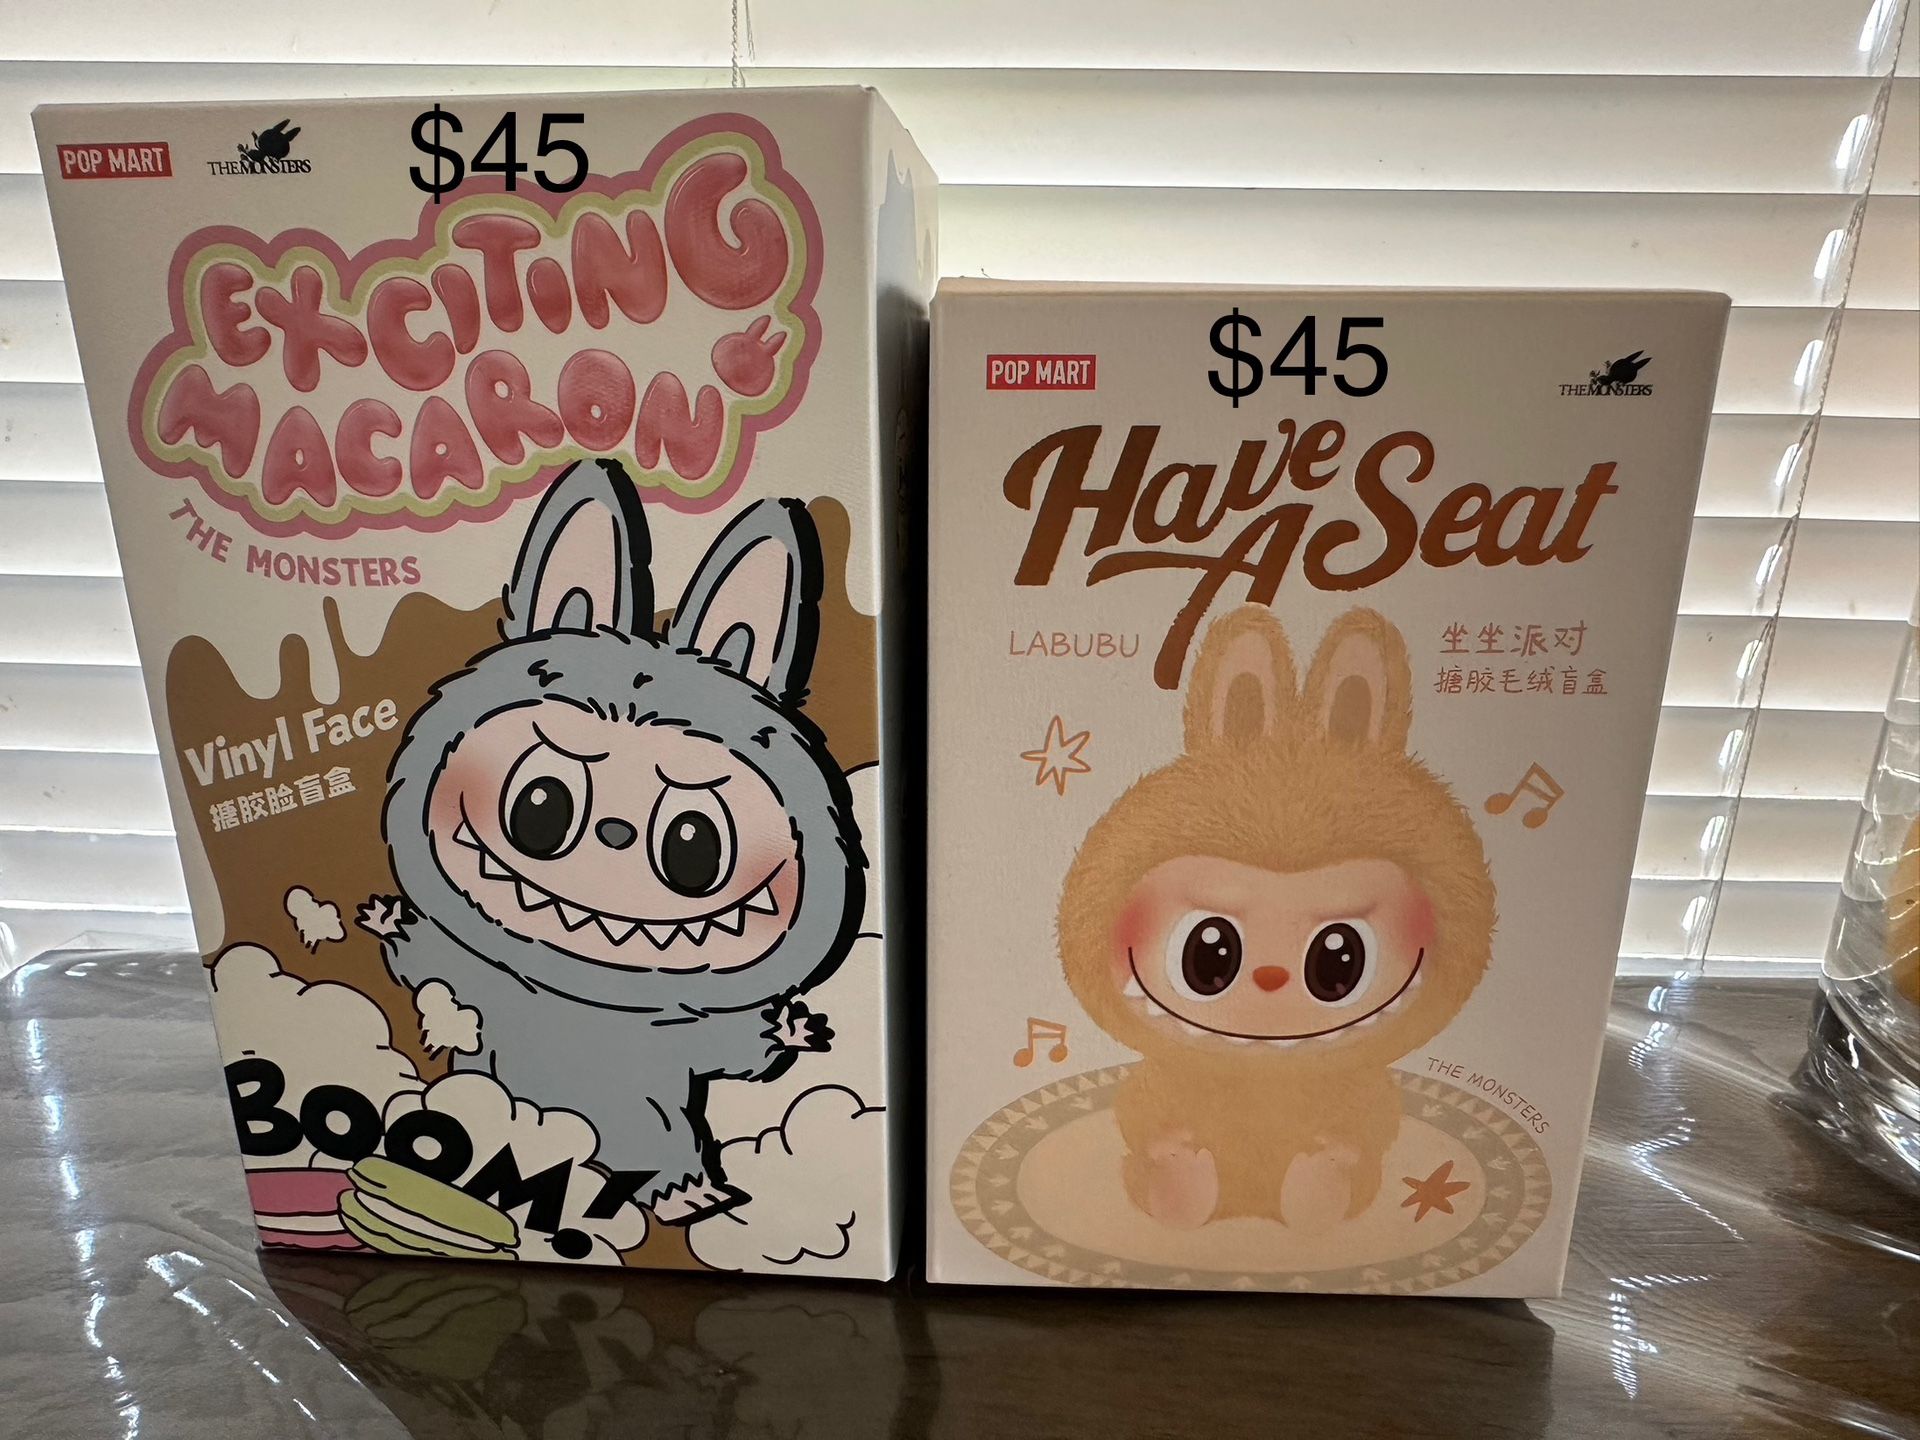 POP MART
THE MONSTERS
$45
EXCITING
MACARON
THE MONSTERS
Vinyl Face
搪胶脸盲盒
BOOM!
$45
POP MART
THE MONSTERS
Have
A Seat
LABUBU
坐坐派对
搪胶毛绒盲盒
THE MONSTERS